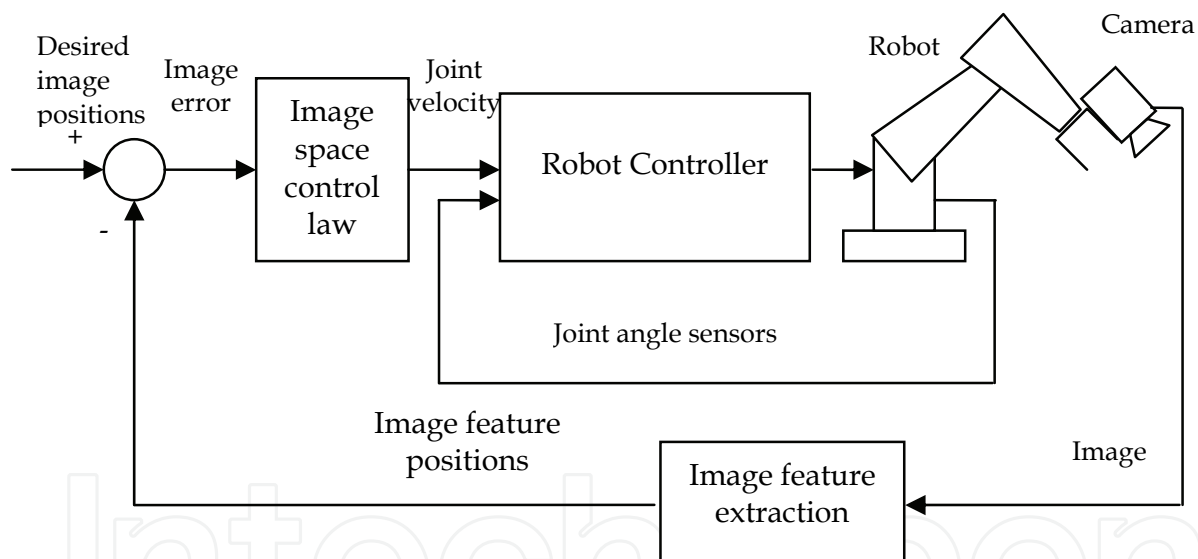 Desired
image
positions
+
-
Image
error
Image
space
control
law
Joint
velocity
Robot Controller
Robot
Camera
Joint angle sensors
Image feature
positions
Image feature
extraction
Image